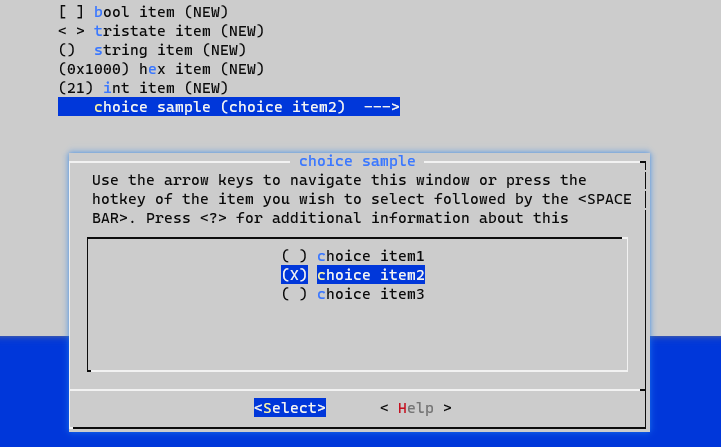 [ ] bool item (NEW)
< > tristate item (NEW)
()  string item (NEW)
(0x1000) hex item (NEW)
(21) int item (NEW)
choice sample (choice item2)  --->
choice sample
Use the arrow keys to navigate this window or press the
hotkey of the item you wish to select followed by the <SPACE
BAR>. Press <?> for additional information about this
( ) choice item1
(X) choice item2
( ) choice item3
<Select>      < Help >